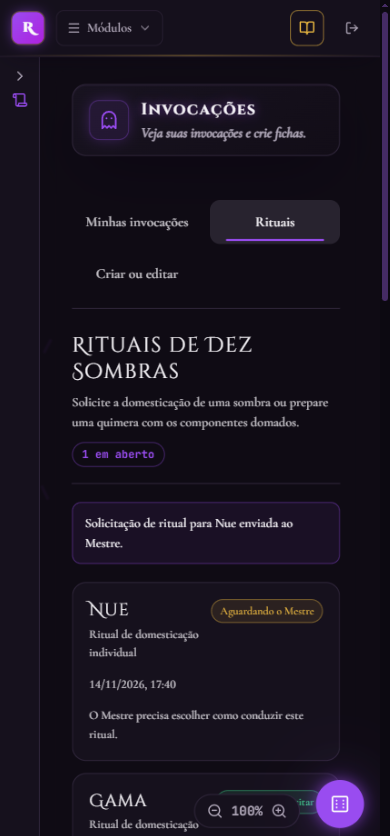 R
Módulos
Invocações
Veja suas invocações e crie fichas.
Minhas invocações
Rituais
Criar ou editar
Rituais de Dez
Sombras
Solicite a domesticação de uma sombra ou prepare
uma quimera com os componentes domados.
1 em aberto
Solicitação de ritual para Nue enviada ao
Mestre.
Nue
Aguardando o Mestre
Ritual de domesticação
individual
14/11/2026, 17:40
O Mestre precisa escolher como conduzir este
ritual.
Gama
Ritual de domesticação
100%